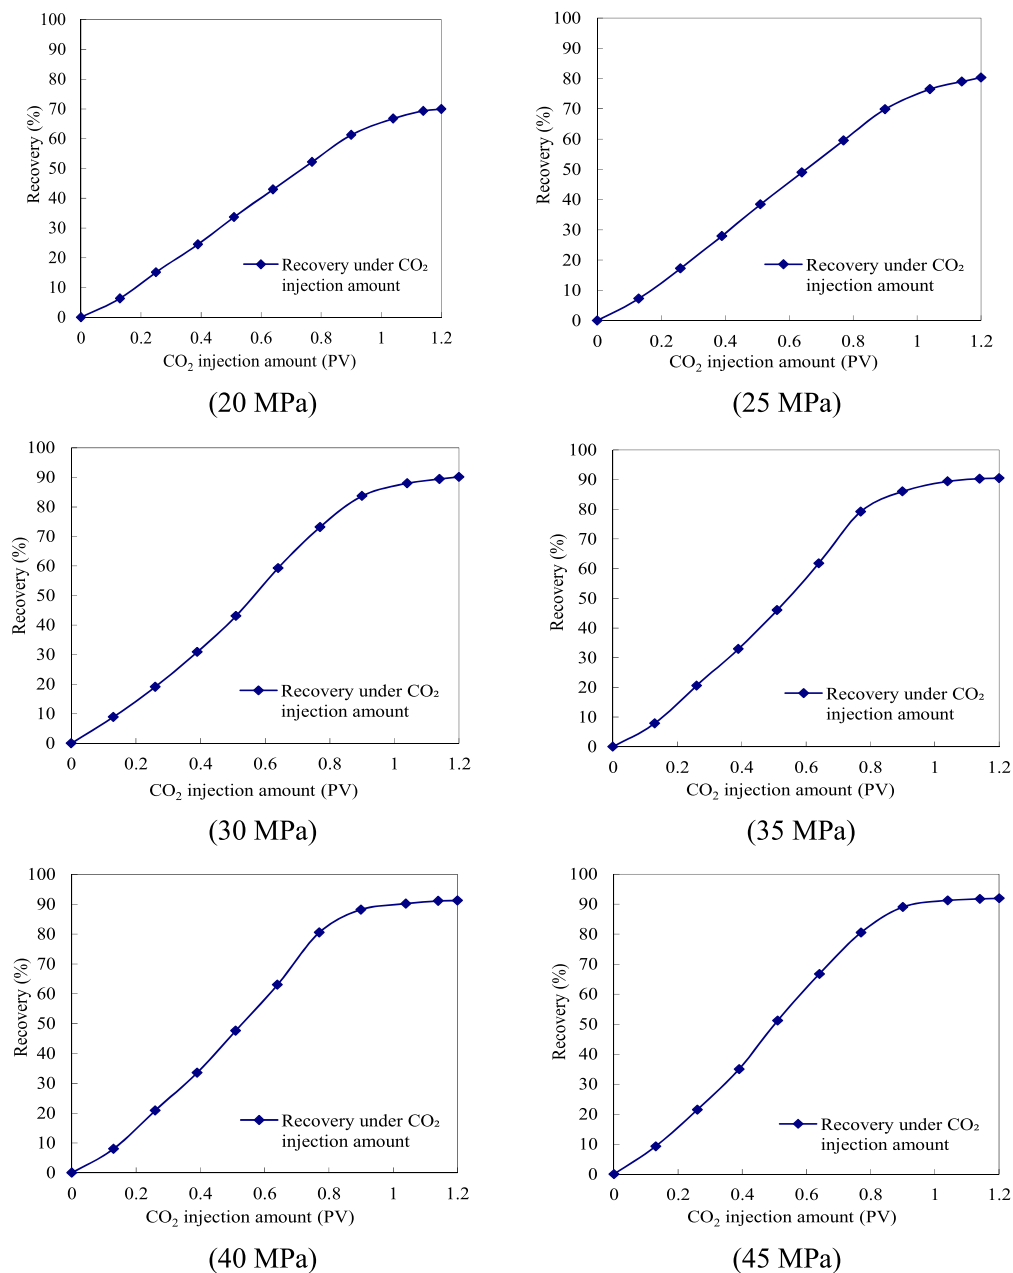 100
90
80
70
60
50
40
30
20
10
0
Recovery (%)
Recovery under CO₂
injection amount
0 0.2 0.4 0.6 0.8 1 1.2
CO₂ injection amount (PV)
(20 MPa)
100
90
80
70
60
50
40
30
20
10
0
Recovery (%)
Recovery under CO₂
injection amount
0 0.2 0.4 0.6 0.8 1 1.2
CO₂ injection amount (PV)
(25 MPa)
100
90
80
70
60
50
40
30
20
10
0
Recovery (%)
Recovery under CO₂
injection amount
0 0.2 0.4 0.6 0.8 1 1.2
CO₂ injection amount (PV)
(30 MPa)
100
90
80
70
60
50
40
30
20
10
0
Recovery (%)
Recovery under CO₂
injection amount
0 0.2 0.4 0.6 0.8 1 1.2
CO₂ injection amount (PV)
(35 MPa)
100
90
80
70
60
50
40
30
20
10
0
Recovery (%)
Recovery under CO₂
injection amount
0 0.2 0.4 0.6 0.8 1 1.2
CO₂ injection amount (PV)
(40 MPa)
100
90
80
70
60
50
40
30
20
10
0
Recovery (%)
Recovery under CO₂
injection amount
0 0.2 0.4 0.6 0.8 1 1.2
CO₂ injection amount (PV)
(45 MPa)